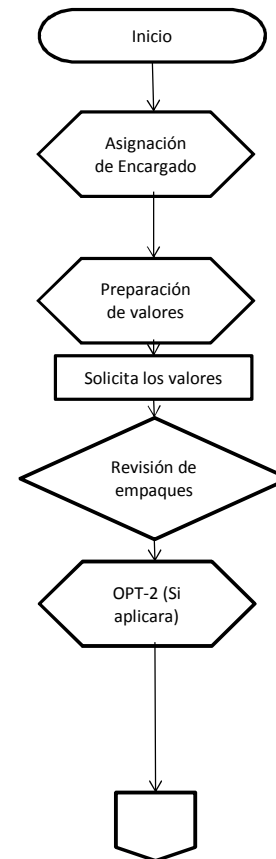 Inicio
Asignación
de Encargado
Preparación
de valores
Solicita los valores
Revisión de
empaques
OPT-2 (Si
aplicara)